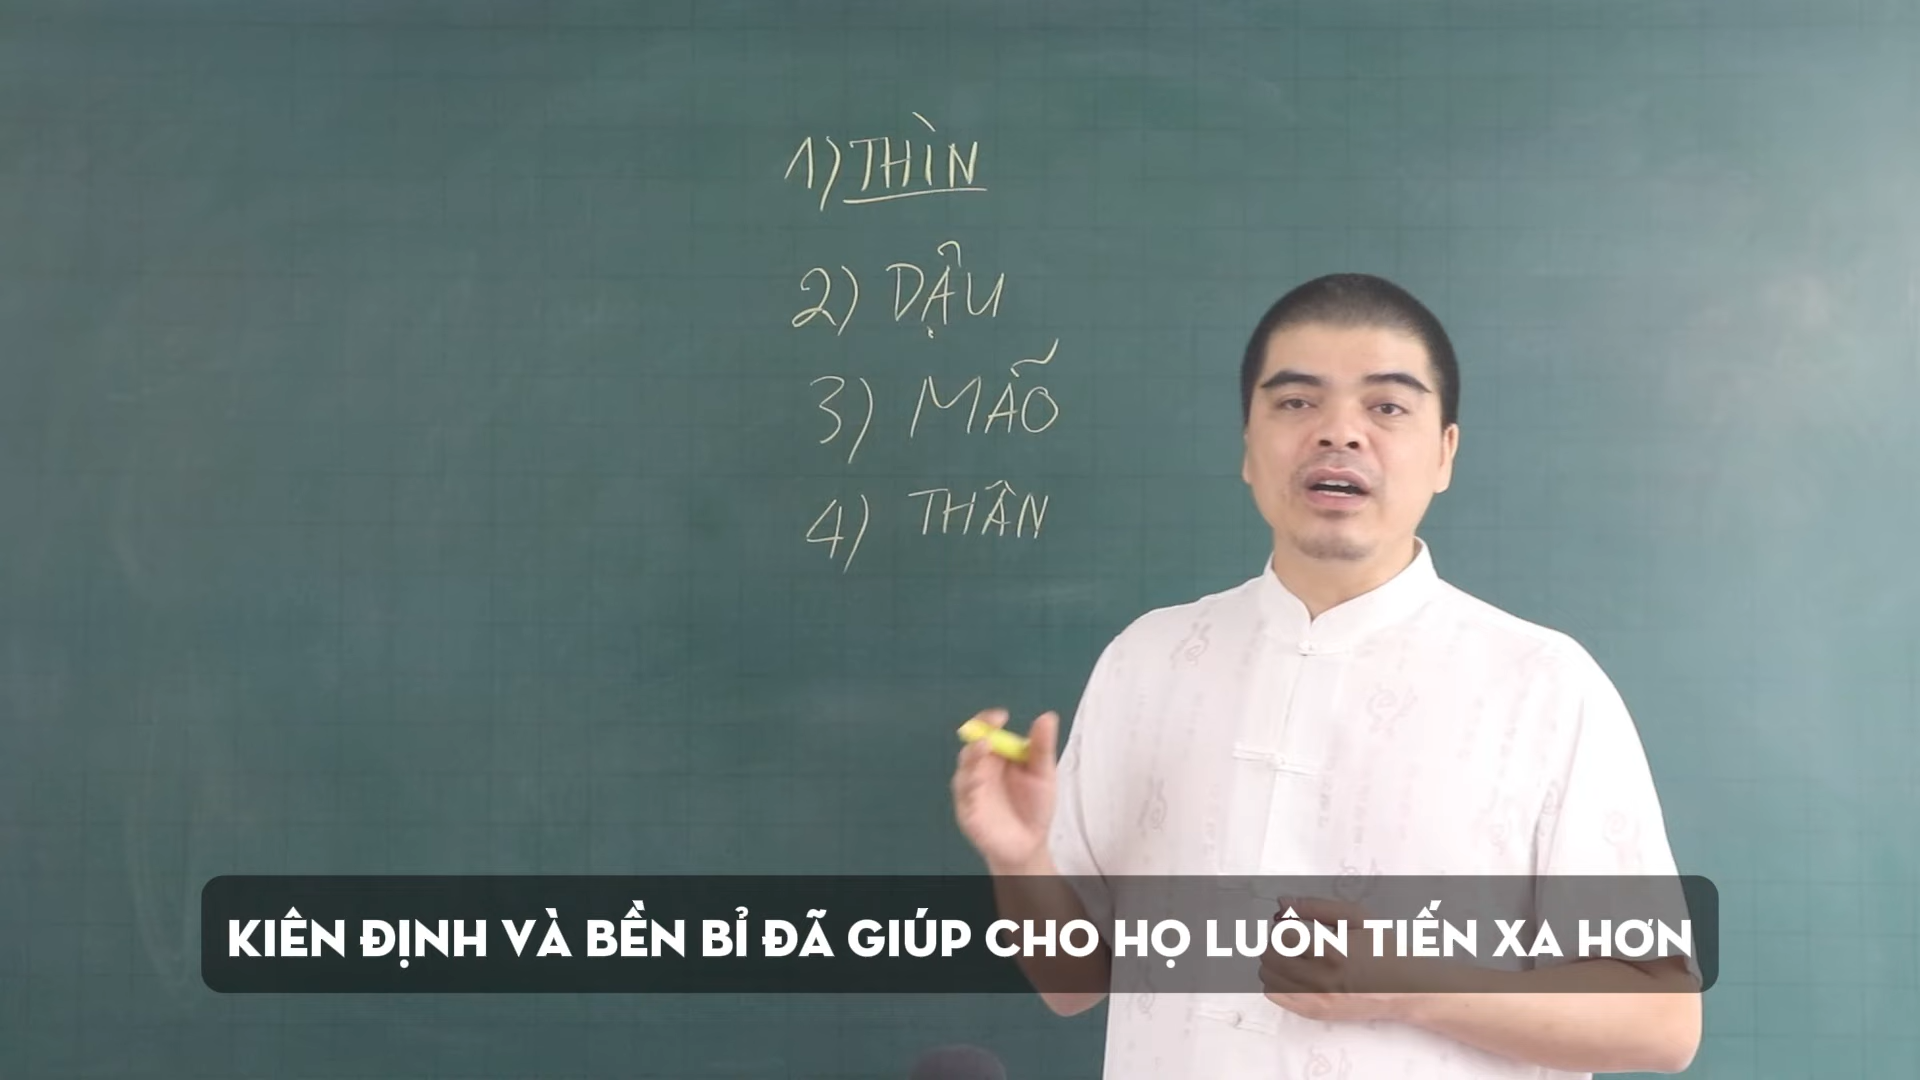 1) THÌN
2) DẬU
3) MÃO
4) THÂN
KIÊN ĐỊNH VÀ BỀN BỈ ĐÃ GIÚP CHO HỌ LUÔN TIẾN XA HƠN